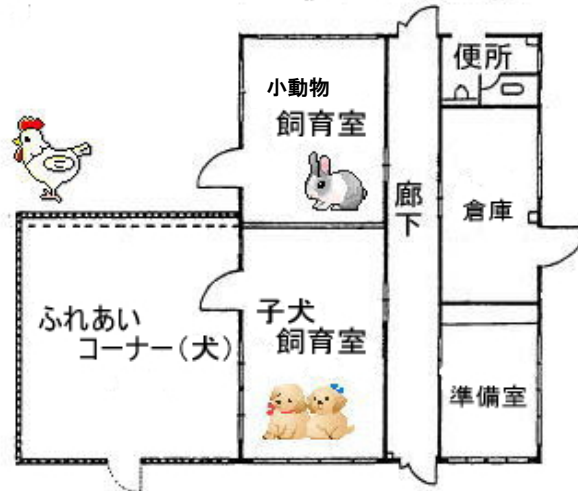 便所
小動物
飼育室
廊下
倉庫
ふれあい
コーナー(犬)
子犬
飼育室
準備室